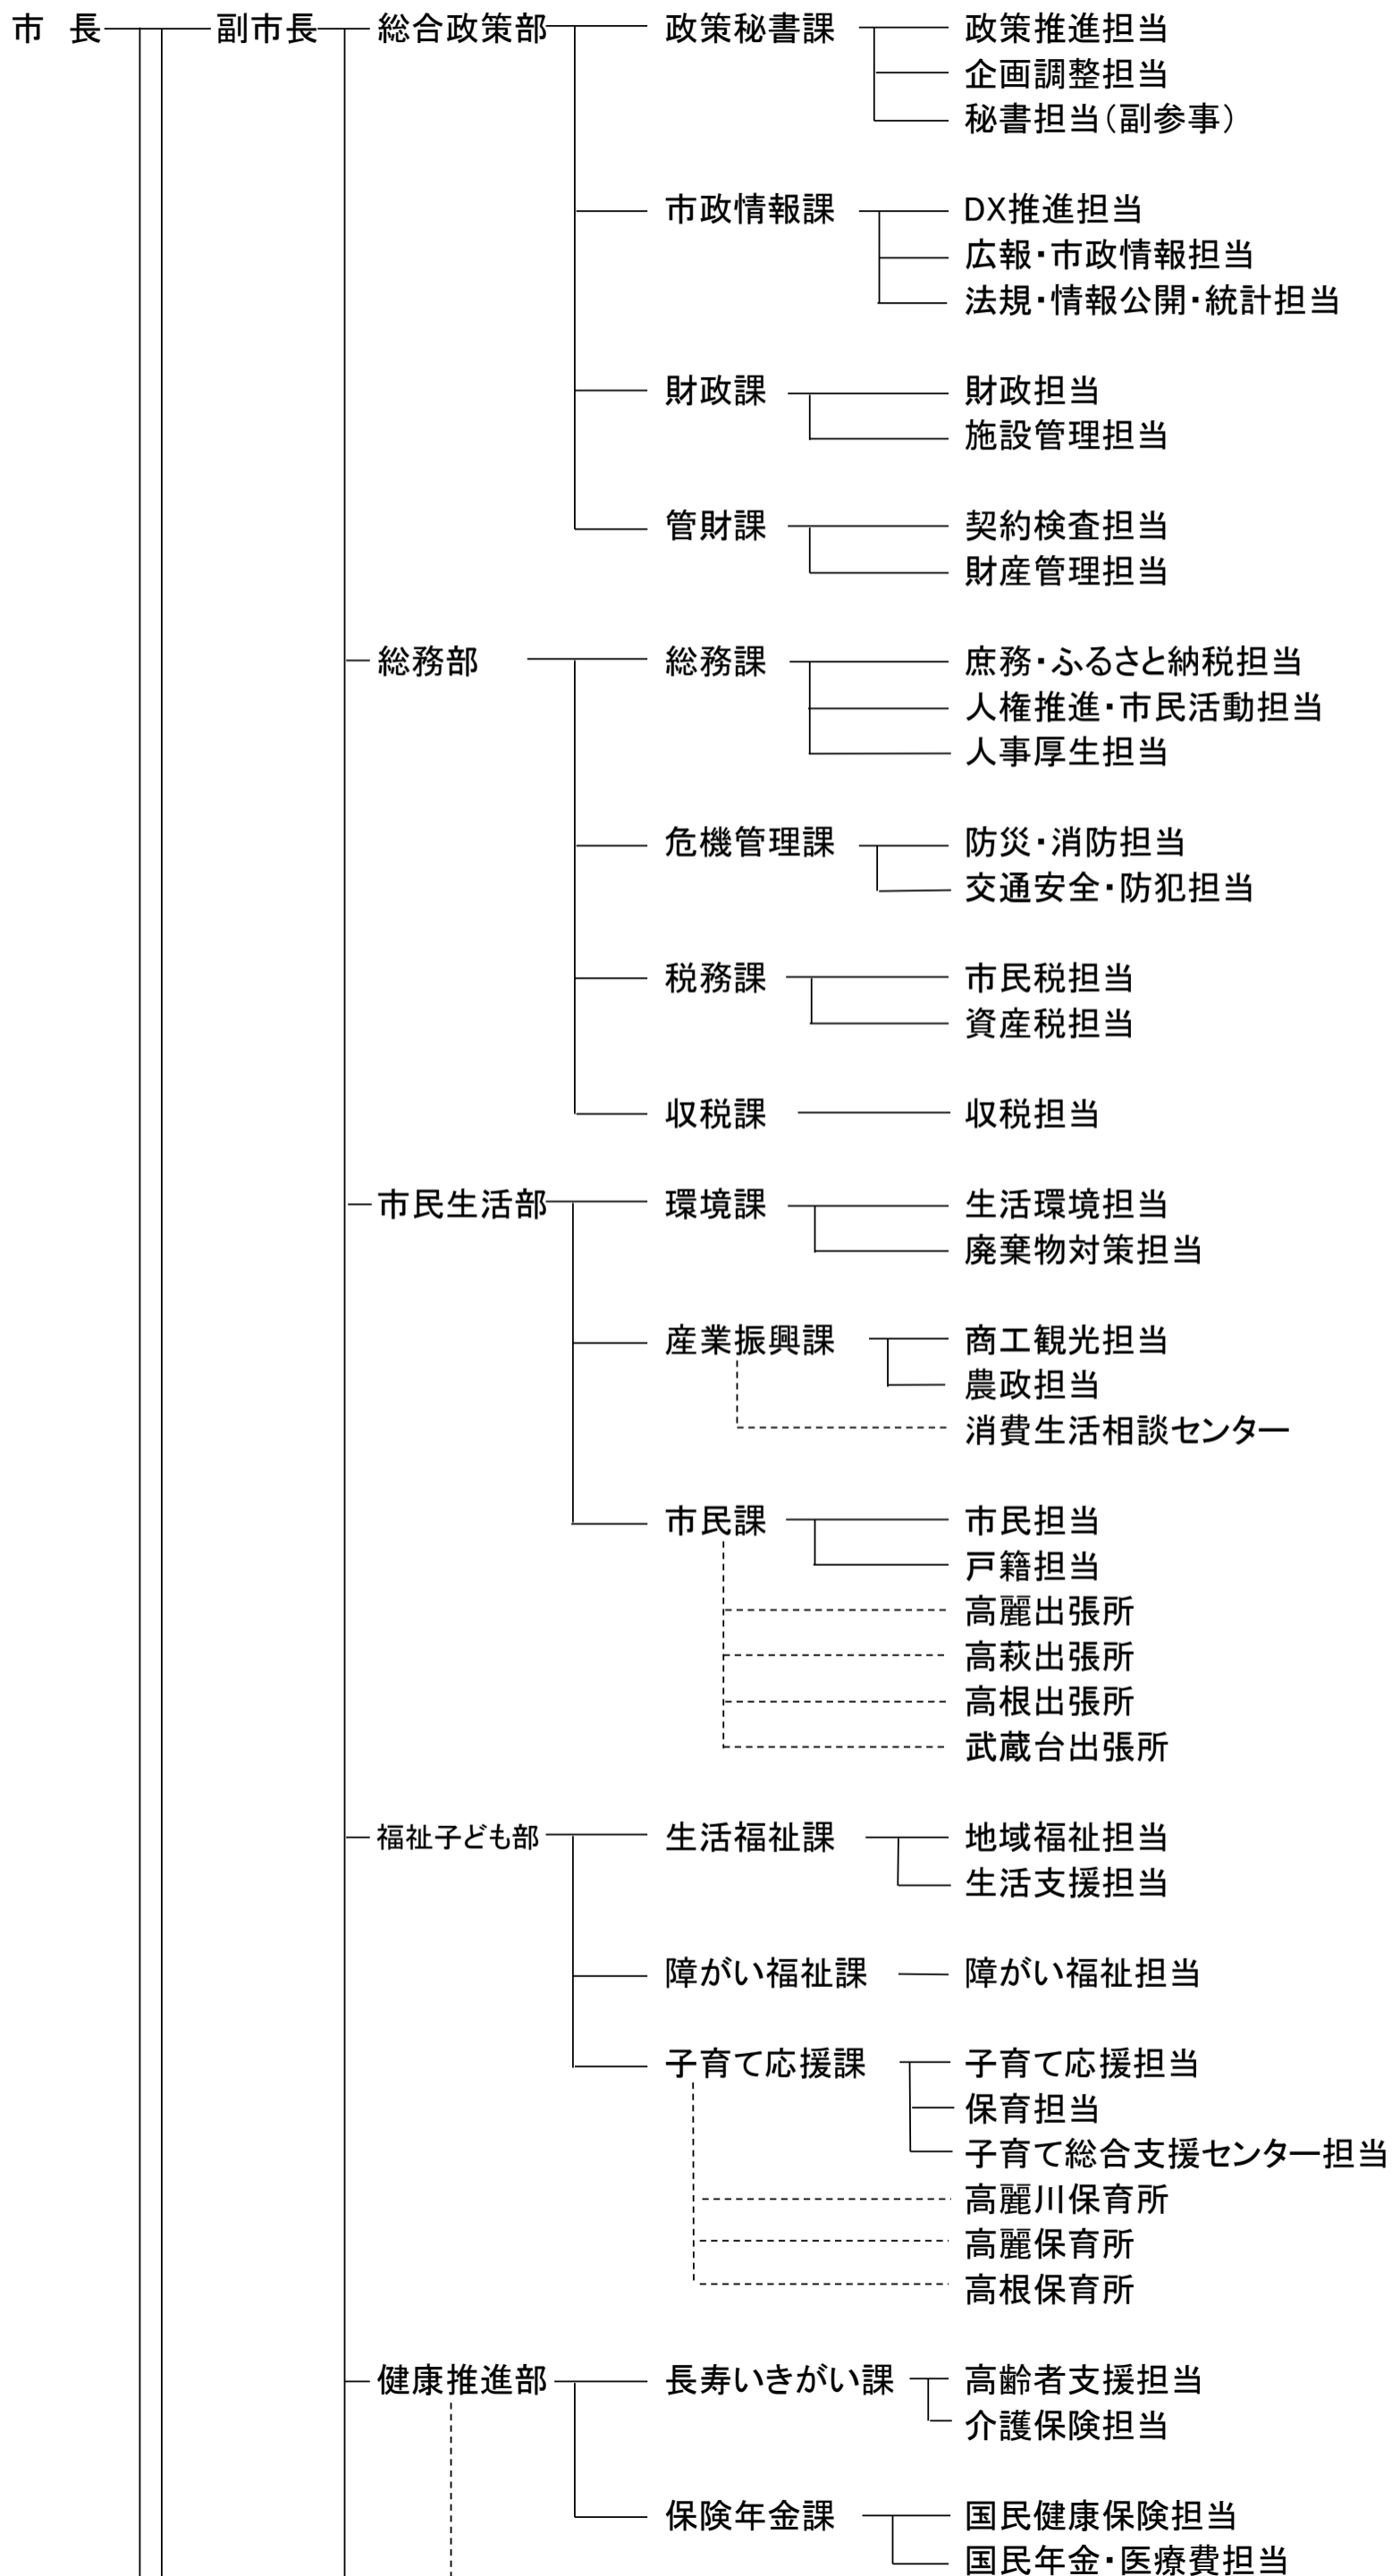 市 長 副市長 総合政策部 政策秘書課 政策推進担当
企画調整担当
秘書担当（副参事）
市政情報課 DX推進担当
広報・市政情報担当
法規・情報公開・統計担当
財政課 財政担当
施設管理担当
管財課 契約検査担当
財産管理担当
総務部 総務課 庶務・ふるさと納税担当
人権推進・市民活動担当
人事厚生担当
危機管理課 防災・消防担当
交通安全・防犯担当
税務課 市民税担当
資産税担当
収税課 収税担当
市民生活部 環境課 生活環境担当
廃棄物対策担当
産業振興課 商工観光担当
農政担当
消費生活相談センター
市民課 市民担当
戸籍担当
高麗出張所
高萩出張所
高根出張所
武蔵台出張所
福祉子ども部 生活福祉課 地域福祉担当
生活支援担当
障がい福祉課 障がい福祉担当
子育て応援課 子育て応援担当
保育担当
子育て総合支援センター担当
高麗川保育所
高麗保育所
高根保育所
健康推進部 長寿いきがい課 高齢者支援担当
介護保険担当
保険年金課 国民健康保険担当
国民年金・医療費担当